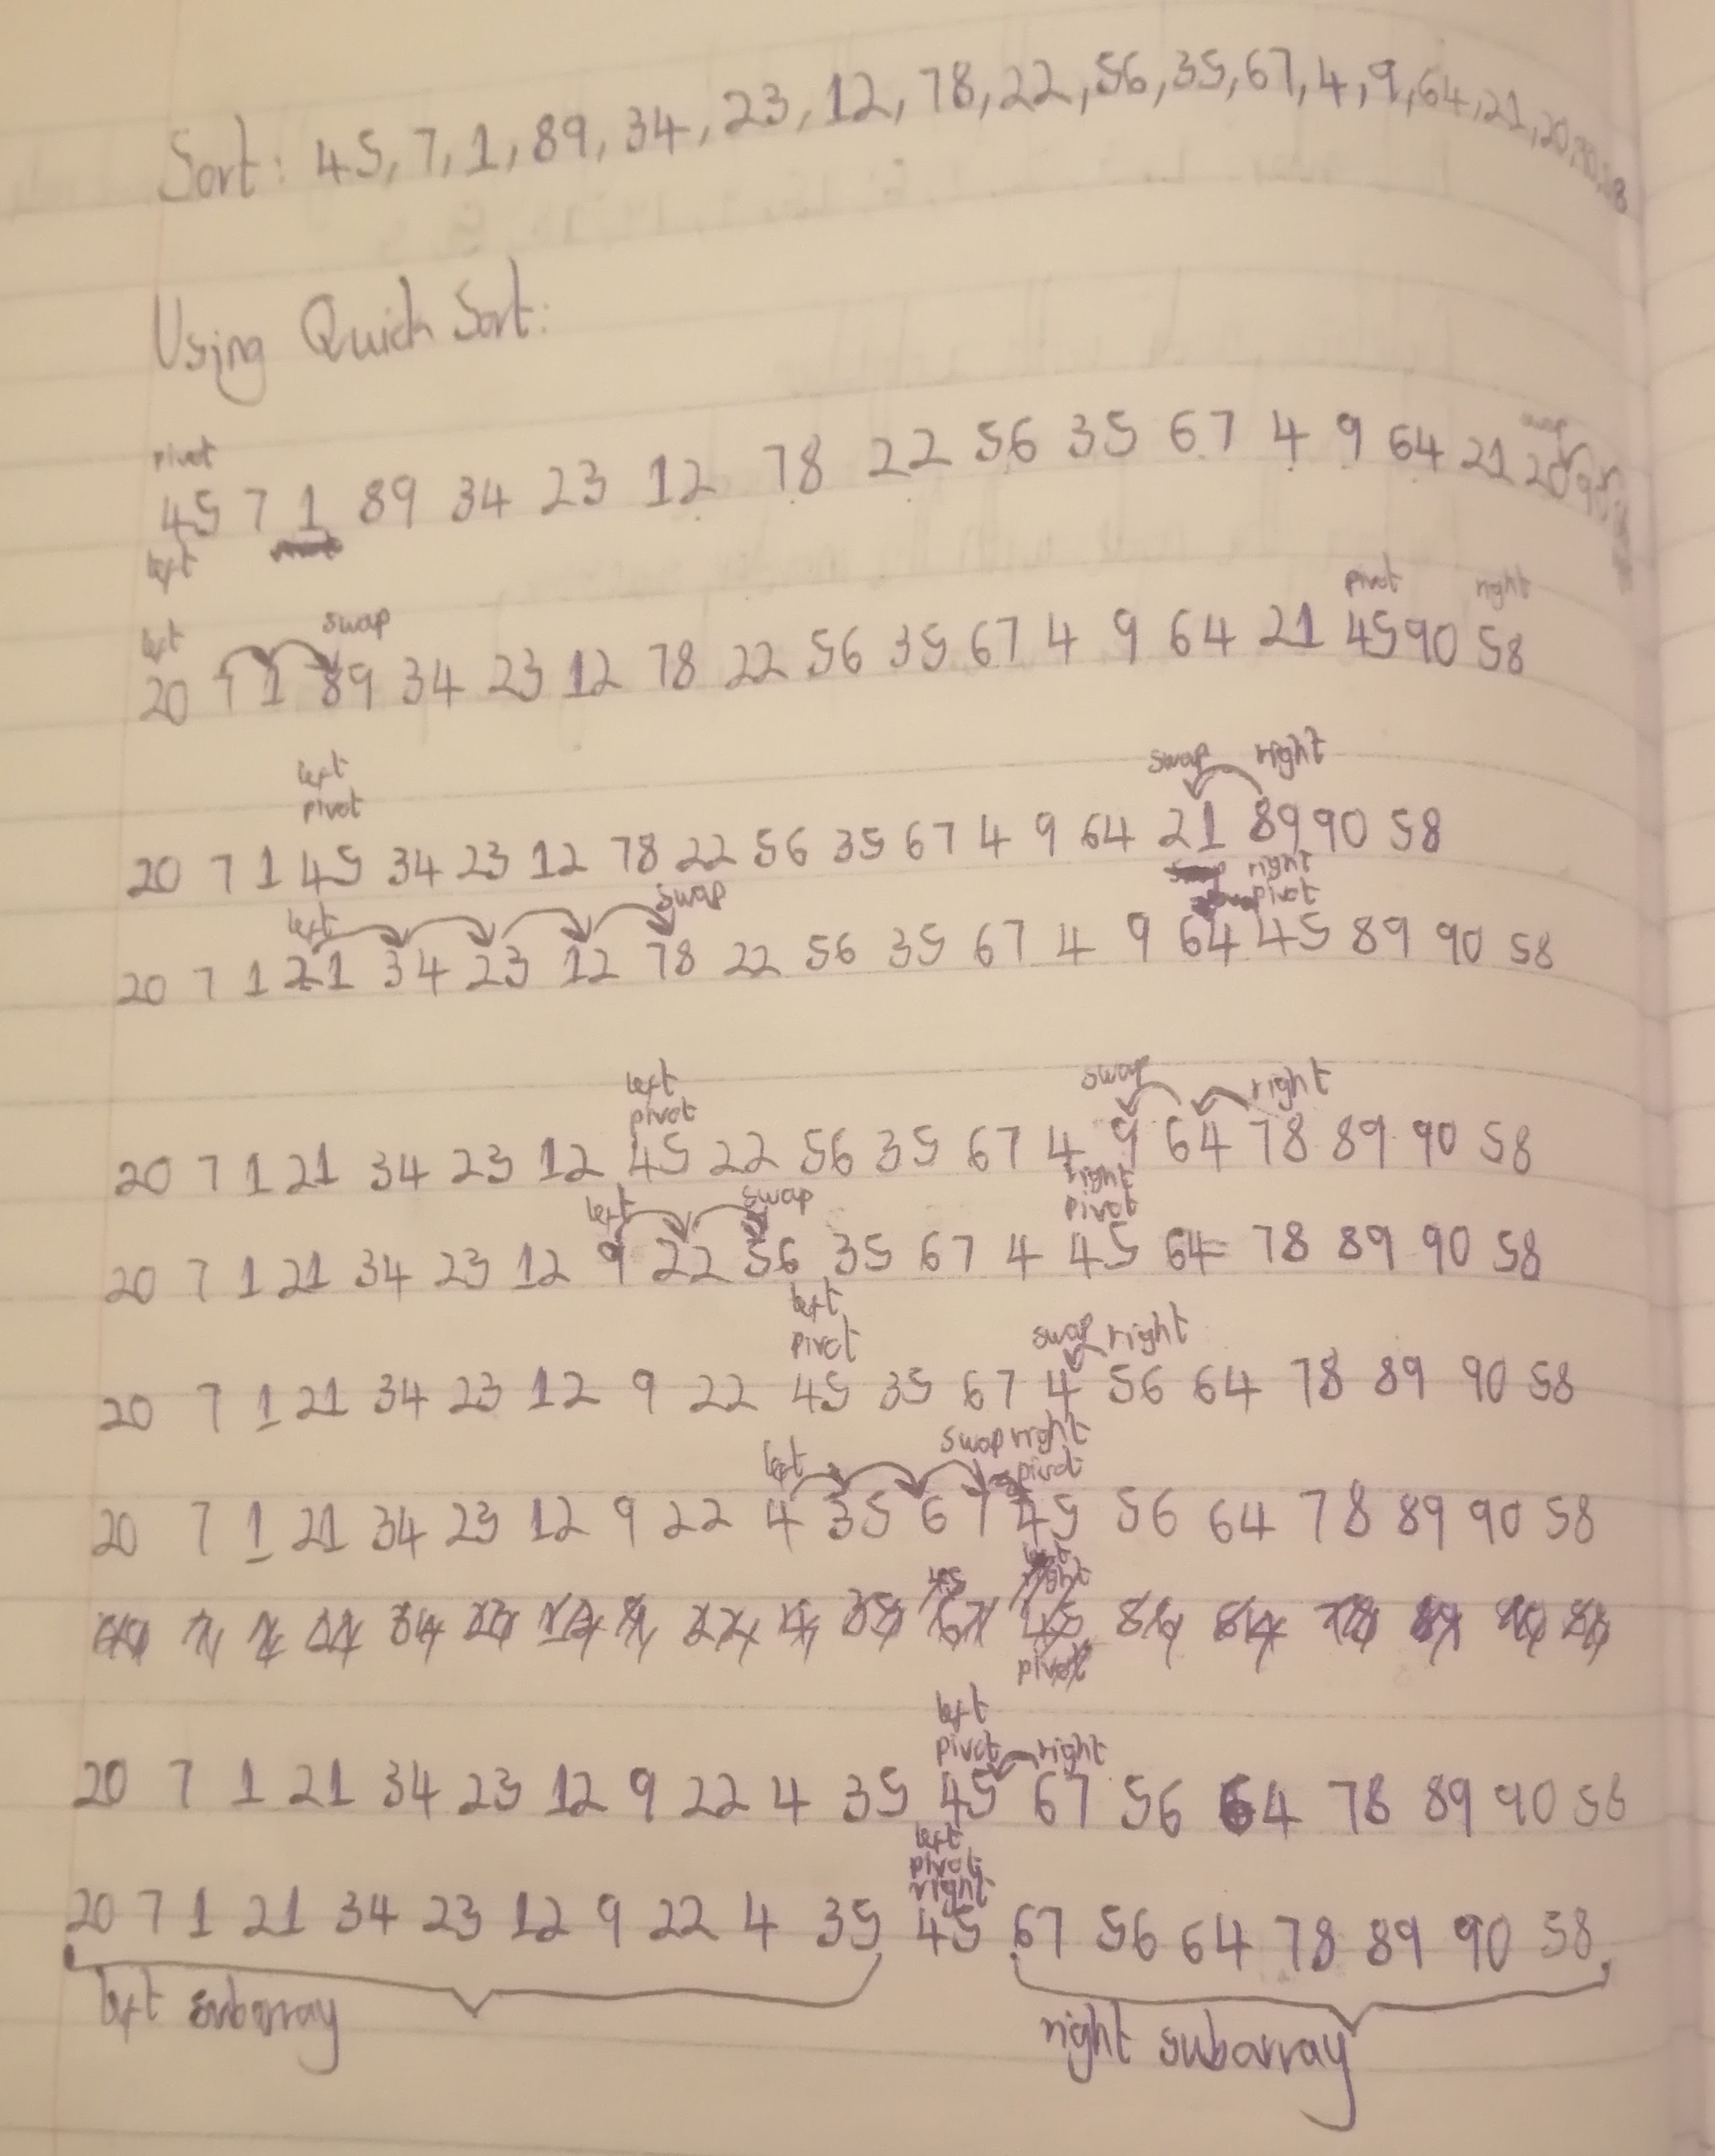 Sort: 45, 7, 1, 89, 34, 23, 12, 78, 22, 56, 35, 67, 4, 9, 64, 21, 20, 90, 58
Using Quick Sort:
pivot swap
45 7 1 89 34 23 12 78 22 56 35 67 4 9 64 21 20 90
left
left swap pivot right
20 7 1 89 34 23 12 78 22 56 35 67 4 9 64 21 45 90 58
left swap right
pivot
20 7 1 45 34 23 12 78 22 56 35 67 4 9 64 21 89 90 58
left swap right
pivot
20 7 1 21 34 23 12 78 22 56 35 67 4 9 64 45 89 90 58
left swap right
pivot
20 7 1 21 34 23 12 45 22 56 35 67 4 9 64 78 89 90 58
left swap right
pivot
20 7 1 21 34 23 12 9 22 56 35 67 4 45 64 78 89 90 58
left swap right
pivot
20 7 1 21 34 23 12 9 22 45 35 67 4 56 64 78 89 90 58
left swap right
pivot
20 7 1 21 34 23 12 9 22 4 35 67 45 56 64 78 89 90 58
left
pivot right
20 7 1 21 34 23 12 9 22 4 35 45 67 56 64 78 89 90 58
left
pivot
right
20 7 1 21 34 23 12 9 22 4 35 45 67 56 64 78 89 90 58
left subarray right subarray